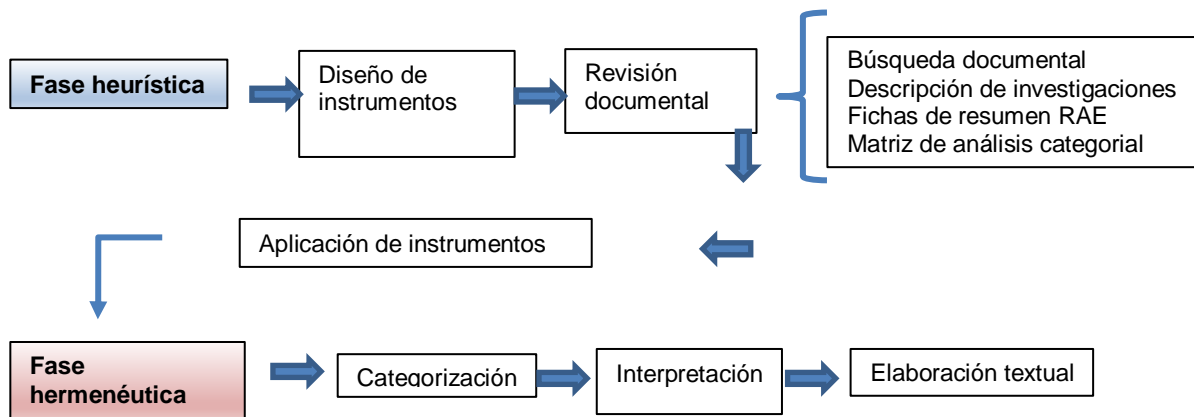 Fase heurística
Diseño de
instrumentos
Revisión
documental
Búsqueda documental
Descripción de investigaciones
Fichas de resumen RAE
Matriz de análisis categorial
Aplicación de instrumentos
Fase
hermenéutica
Categorización
Interpretación
Elaboración textual